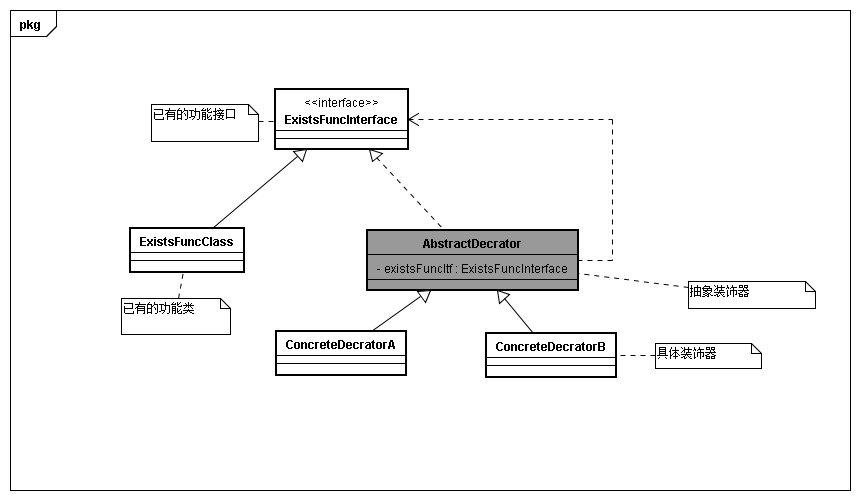 pkg
<<interface>>
ExistsFuncInterface
已有的功能接口
ExistsFuncClass
已有的功能类
AbstractDecrator
- existsFuncItf : ExistsFuncInterface
抽象装饰器
ConcreteDecratorA
ConcreteDecratorB
具体装饰器